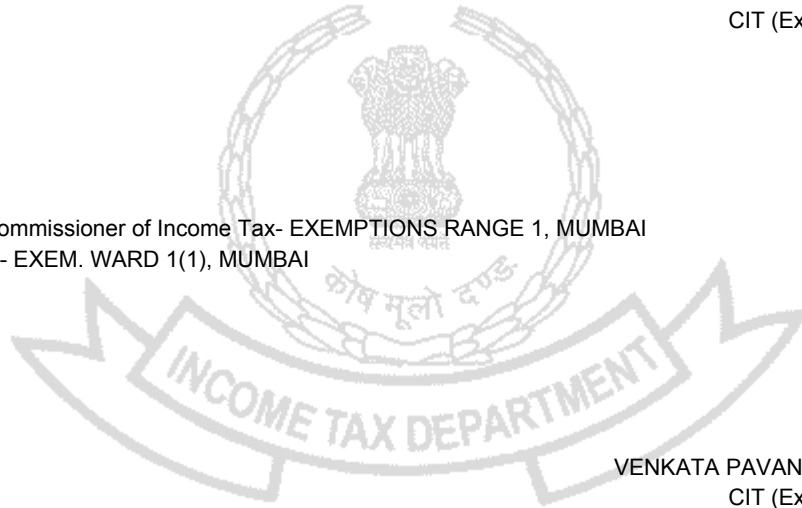 CIT (Ex
ommissioner of Income Tax- EXEMPTIONS RANGE 1, MUMBAI
- EXEM. WARD 1(1), MUMBAI
सत्यमेव जयते
कोष मूलो दण्डः
INCOME TAX DEPARTMENT
VENKATA PAVAN
CIT (Ex